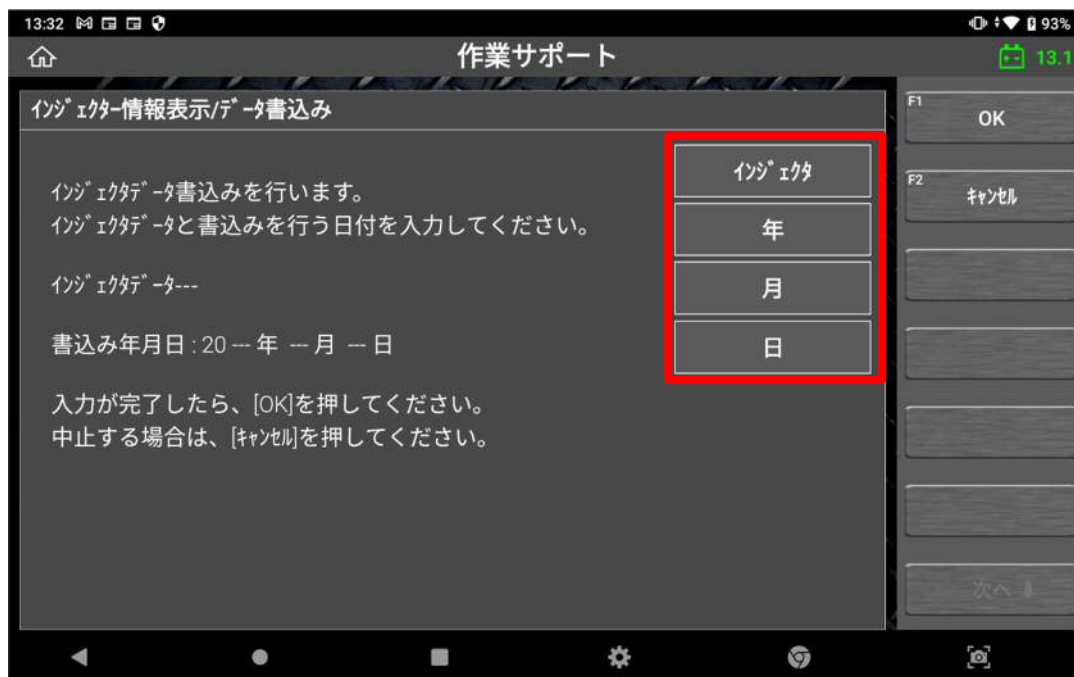 13:32
93%
作業サポート
13.1
ｲﾝｼﾞｪｸﾀｰ情報表示/ﾃﾞｰﾀ書込み
ｲﾝｼﾞｪｸﾀﾃﾞｰﾀ書込みを行います。
ｲﾝｼﾞｪｸﾀﾃﾞｰﾀと書込みを行う日付を入力してください。
ｲﾝｼﾞｪｸﾀﾃﾞｰﾀ---
書込み年月日 : 20 --- 年 --- 月 --- 日
入力が完了したら、[OK]を押してください。
中止する場合は、[ｷｬﾝｾﾙ]を押してください。
ｲﾝｼﾞｪｸﾀ
年
月
日
F1
OK
F2
ｷｬﾝｾﾙ
次へ ⬇